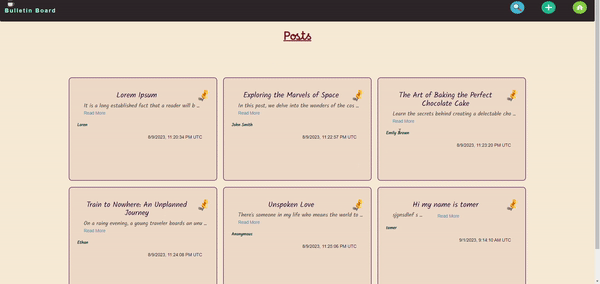 Bulletin Board
Posts
Lorem Ipsum
It is a long established fact that a reader will b ...
Read More
Loren
8/9/2023, 11:20:34 PM UTC
Exploring the Marvels of Space
In this post, we delve into the wonders of the cos ...
Read More
John Smith
8/9/2023, 11:22:57 PM UTC
The Art of Baking the Perfect
Chocolate Cake
Learn the secrets behind creating a delectable cho ...
Read More
Emily Brown
8/9/2023, 11:23:20 PM UTC
Train to Nowhere: An Unplanned
Journey
On a rainy evening, a young traveler boards an unu ...
Read More
Ethan
8/9/2023, 11:24:08 PM UTC
Unspoken Love
There's someone in my life who means the world to ...
Read More
Anonymous
8/9/2023, 11:25:06 PM UTC
Hi my name is tomer
s ... Read More
tomer
9/1/2023, 9:14:10 AM UTC